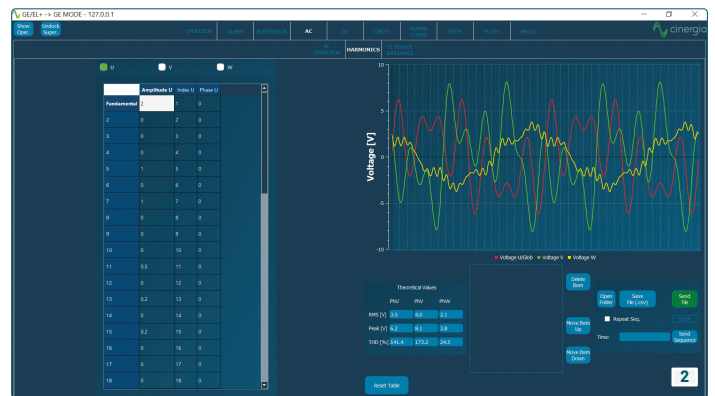 GE/EL+ -> GE MODE - 127.0.0.1
Show Oper.
Undock Super.
OPERATION ALARM SUPERVISION AC DC LIMITS ALARMS CONFIG STEPS MODE ABOUT
cinergia
AC OPERATION HARMONICS EL POWER IMPEDANCE
U V W
Amplitude U Index U Phase U
Fundamental 2 1 0
2 0 2 0
3 0 3 0
4 0 4 0
5 1 5 0
6 0 6 0
7 1 7 0
8 0 8 0
9 0 9 0
10 0 10 0
11 0.5 11 0
12 0 12 0
13 0.2 13 0
14 0 14 0
15 0.2 15 0
16 0 16 0
17 0 17 0
18 0 18 0
Voltage [V]
10
5
0
-5
-10
Voltage U/Glob Voltage V Voltage W
Theoretical Values
PhU PhV PhW
RMS [V] 3.5 4.0 2.1
Peak [V] 6.2 8.1 3.8
THD [%] 141.4 173.2 24.5
Reset Table
Delete Item
Move Item Up
Move Item Down
Open Folder
Save File (.csv)
Send File
Repeat Seq.
Time:
Send Sequence
2